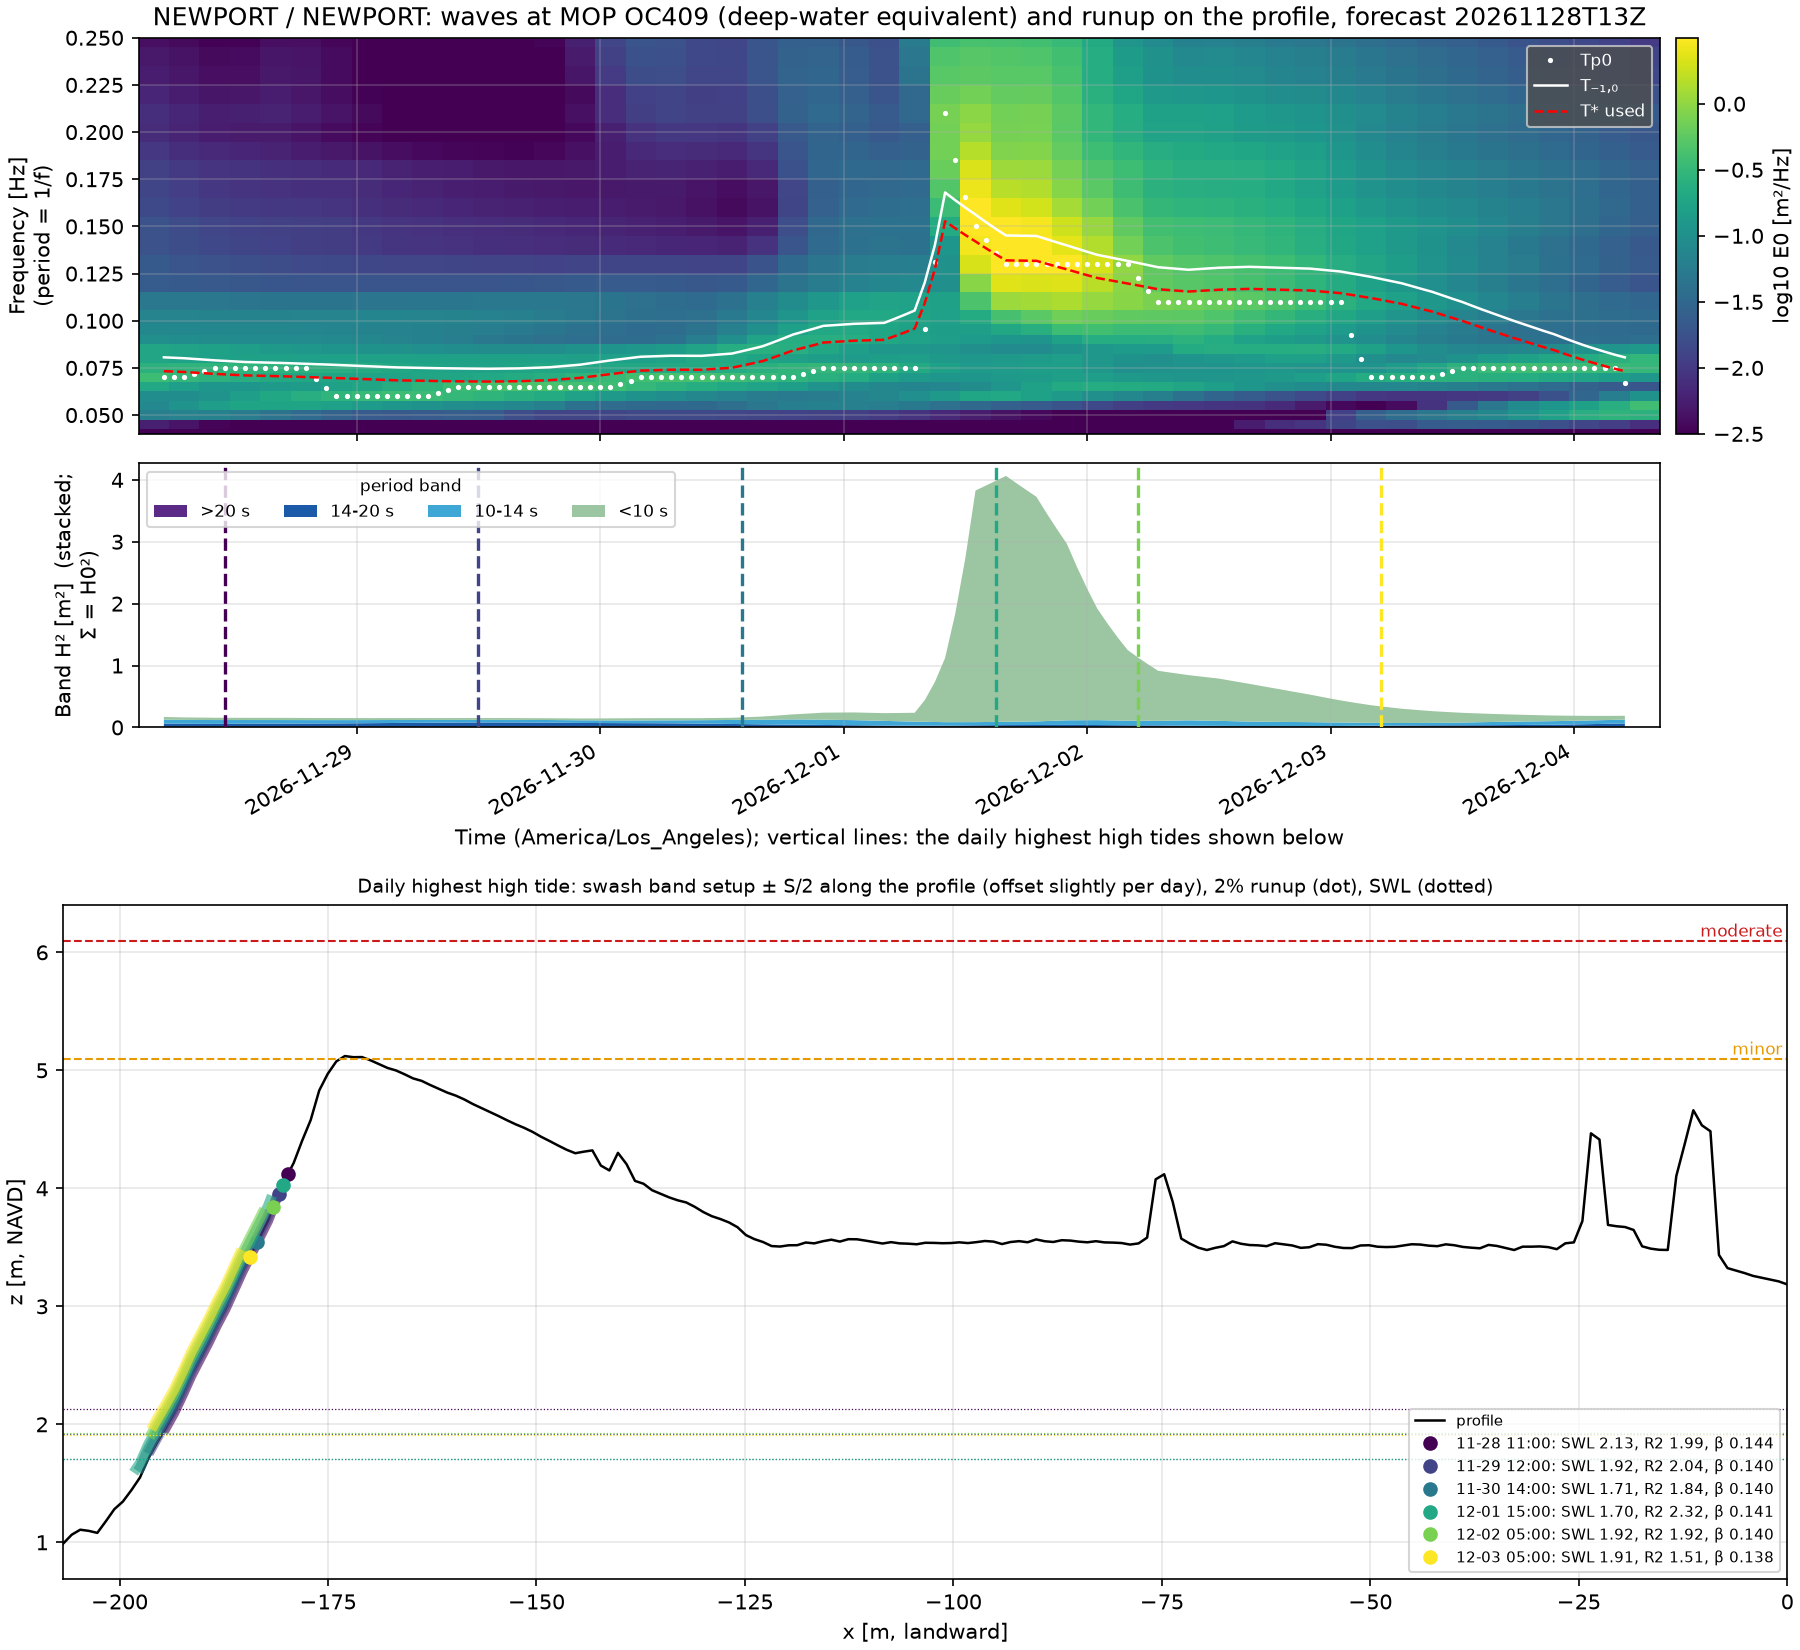 NEWPORT / NEWPORT: waves at MOP OC409 (deep-water equivalent) and runup on the profile, forecast 20261128T13Z
Frequency [Hz]
(period = 1/f)
0.250
0.225
0.200
0.175
0.150
0.125
0.100
0.075
0.050
Tp0
T₋₁,₀
T* used
0.0
−0.5
−1.0
−1.5
−2.0
−2.5
log10 E0 [m²/Hz]
Band H² [m²]  (stacked;
Σ = H0²)
4
3
2
1
0
period band
>20 s
14-20 s
10-14 s
<10 s
2026-11-29
2026-11-30
2026-12-01
2026-12-02
2026-12-03
2026-12-04
Time (America/Los_Angeles); vertical lines: the daily highest high tides shown below
Daily highest high tide: swash band setup ± S/2 along the profile (offset slightly per day), 2% runup (dot), SWL (dotted)
z [m, NAVD]
6
5
4
3
2
1
moderate
minor
profile
11-28 11:00: SWL 2.13, R2 1.99, β 0.144
11-29 12:00: SWL 1.92, R2 2.04, β 0.140
11-30 14:00: SWL 1.71, R2 1.84, β 0.140
12-01 15:00: SWL 1.70, R2 2.32, β 0.141
12-02 05:00: SWL 1.92, R2 1.92, β 0.140
12-03 05:00: SWL 1.91, R2 1.51, β 0.138
−200
−175
−150
−125
−100
−75
−50
−25
0
x [m, landward]